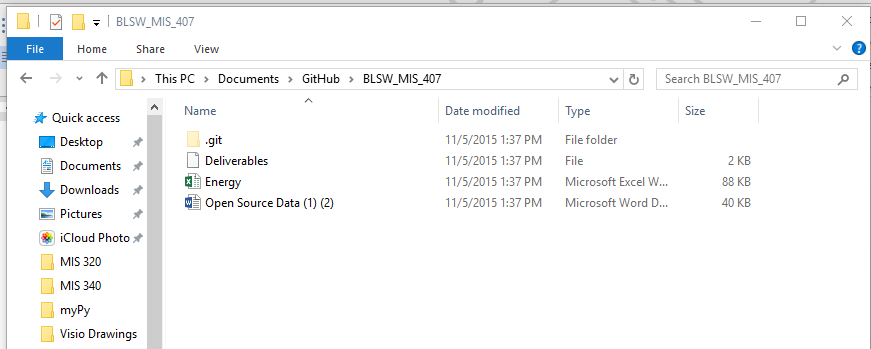 BLSW_MIS_407
File Home Share View
This PC Documents GitHub BLSW_MIS_407 Search BLSW_MIS_407
Name Date modified Type Size
Quick access
Desktop
Documents
Downloads
Pictures
iCloud Photo
MIS 320
MIS 340
myPy
Visio Drawings
.git 11/5/2015 1:37 PM File folder
Deliverables 11/5/2015 1:37 PM File 2 KB
Energy 11/5/2015 1:37 PM Microsoft Excel W... 88 KB
Open Source Data (1) (2) 11/5/2015 1:37 PM Microsoft Word D... 40 KB